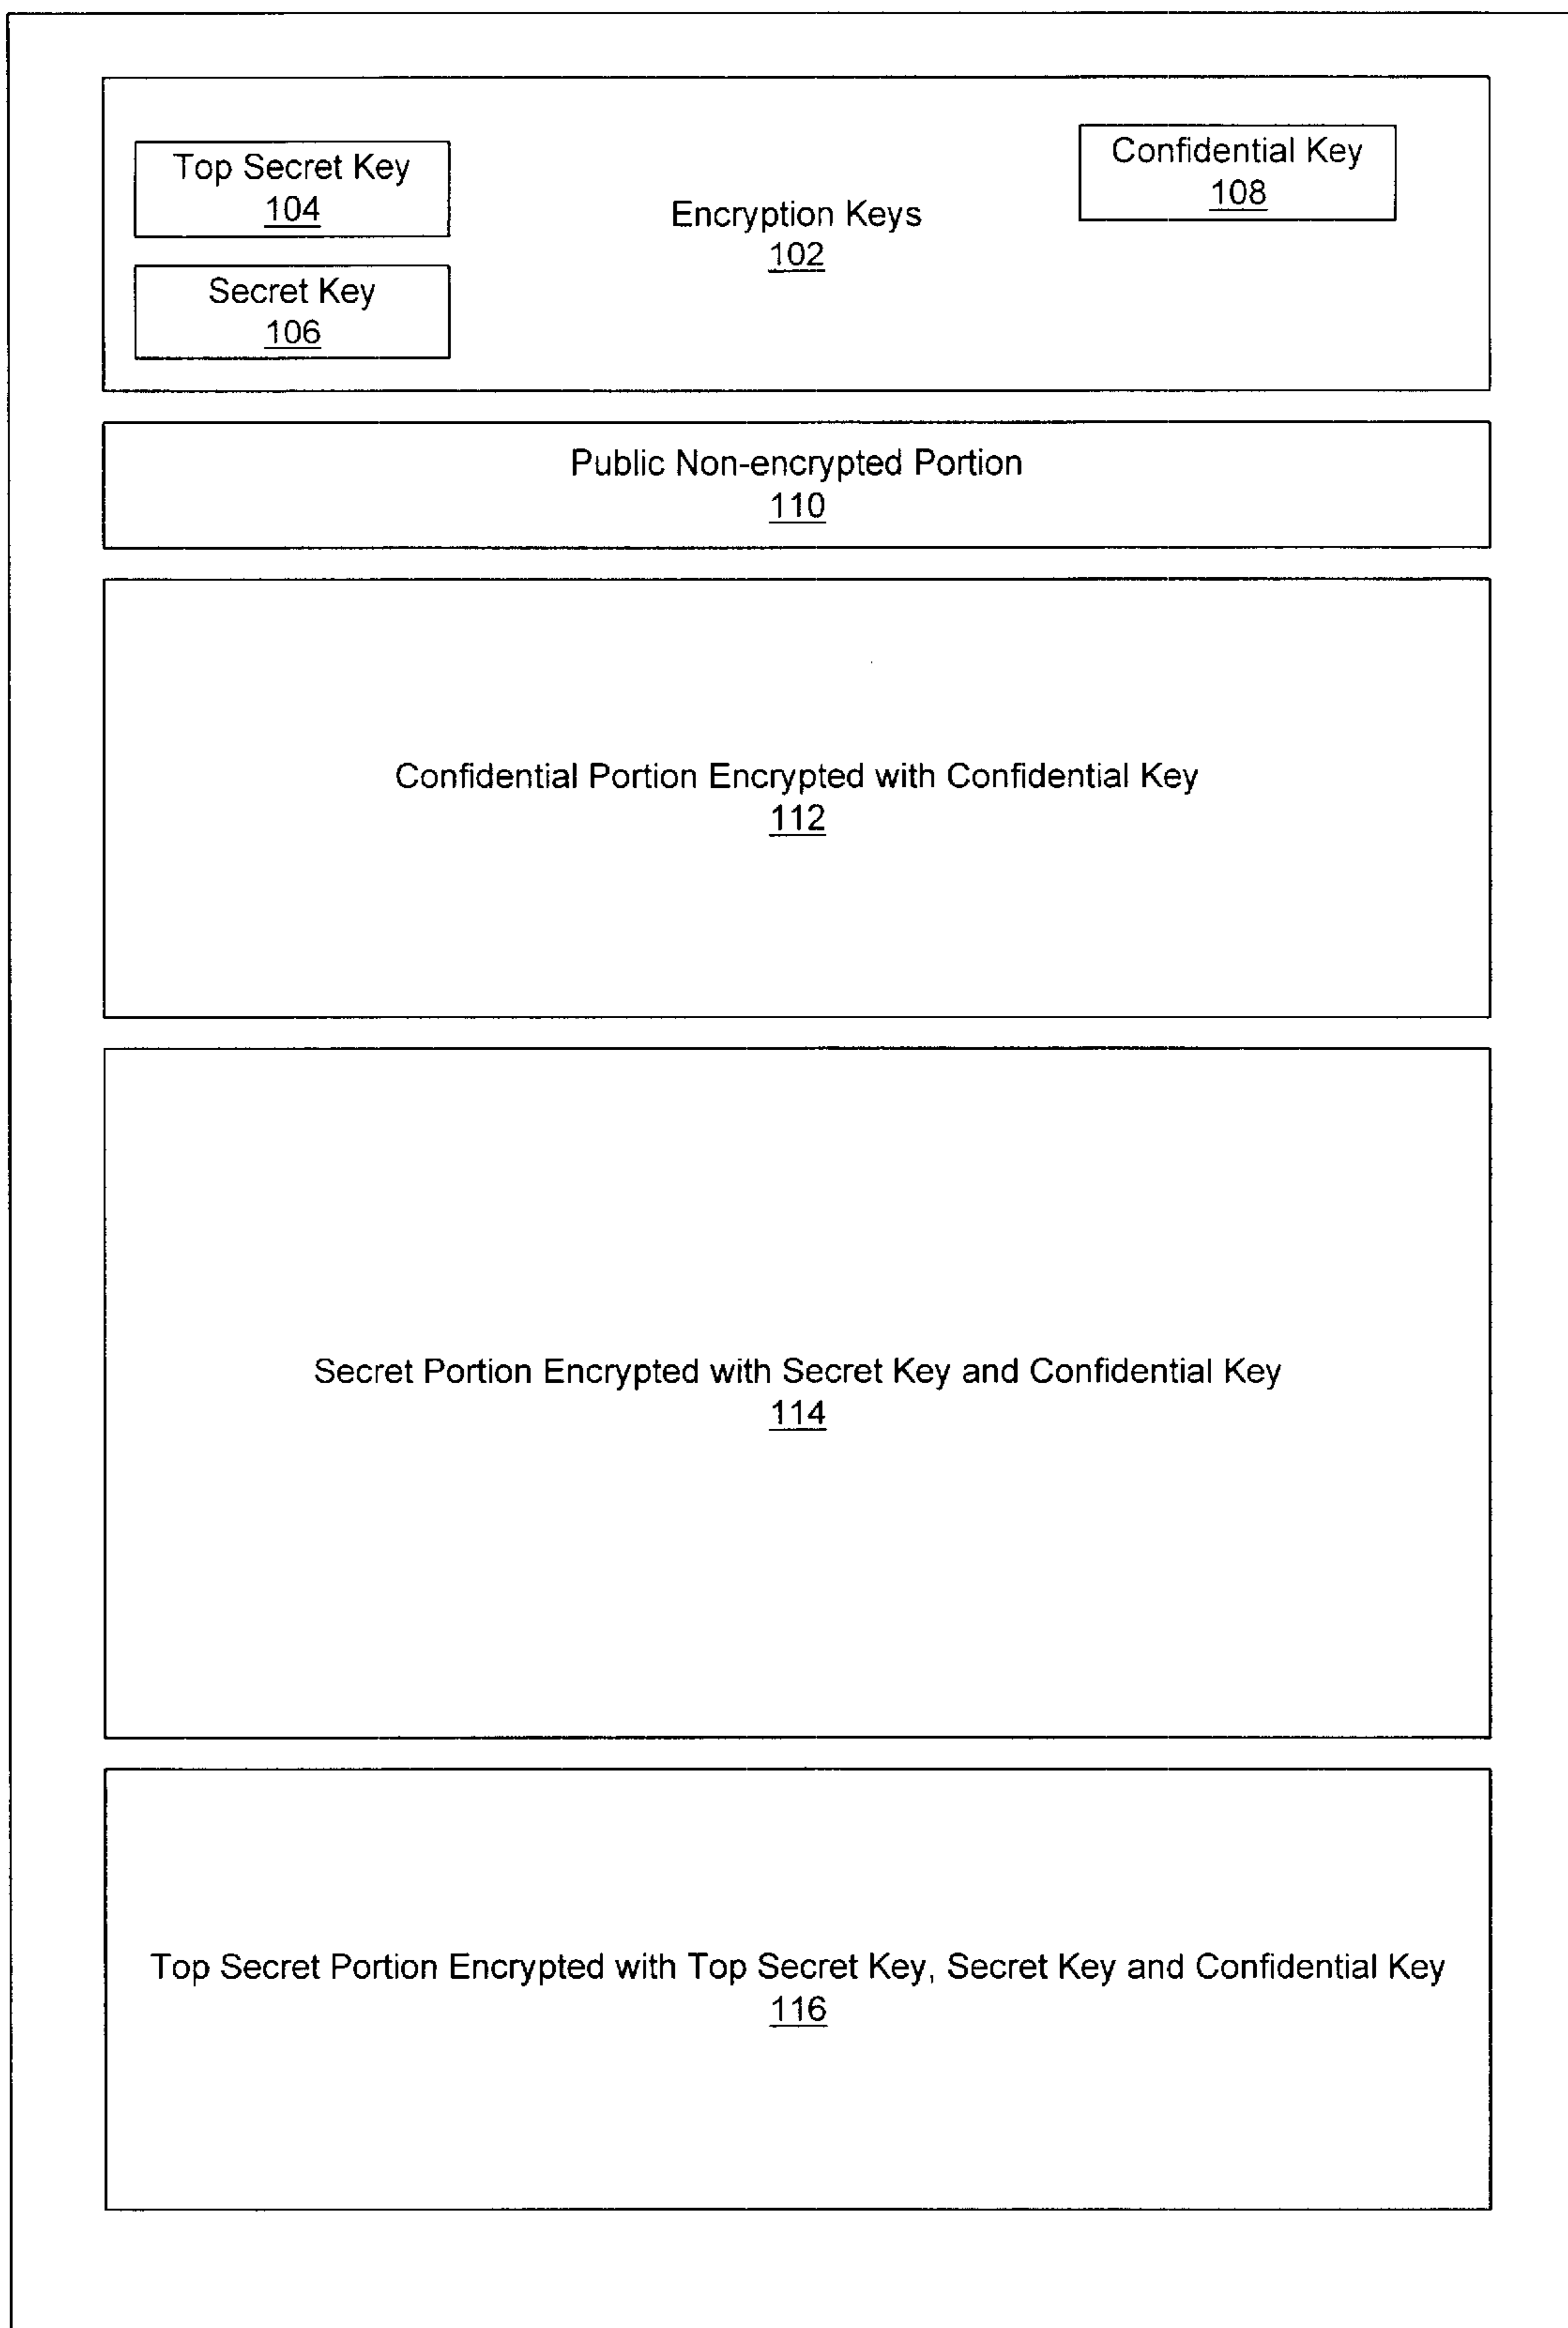 Top Secret Key
104
Confidential Key
108
Encryption Keys
102
Secret Key
106
Public Non-encrypted Portion
110
Confidential Portion Encrypted with Confidential Key
112
Secret Portion Encrypted with Secret Key and Confidential Key
114
Top Secret Portion Encrypted with Top Secret Key, Secret Key and Confidential Key
116